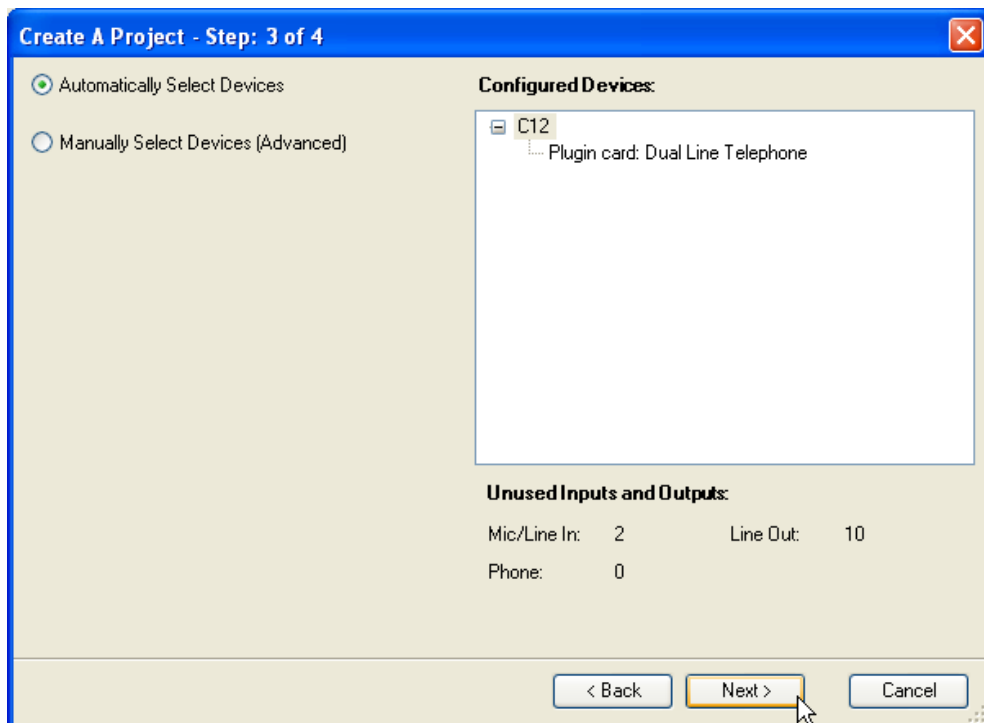 Create A Project - Step: 3 of 4
Automatically Select Devices
Manually Select Devices (Advanced)
Configured Devices:
C12
Plugin card: Dual Line Telephone
Unused Inputs and Outputs:
Mic/Line In: 2 Line Out: 10
Phone: 0
< Back Next > Cancel